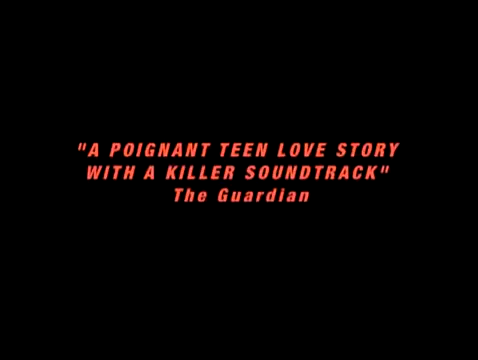 "A POIGNANT TEEN LOVE STORY
WITH A KILLER SOUNDTRACK"
The Guardian